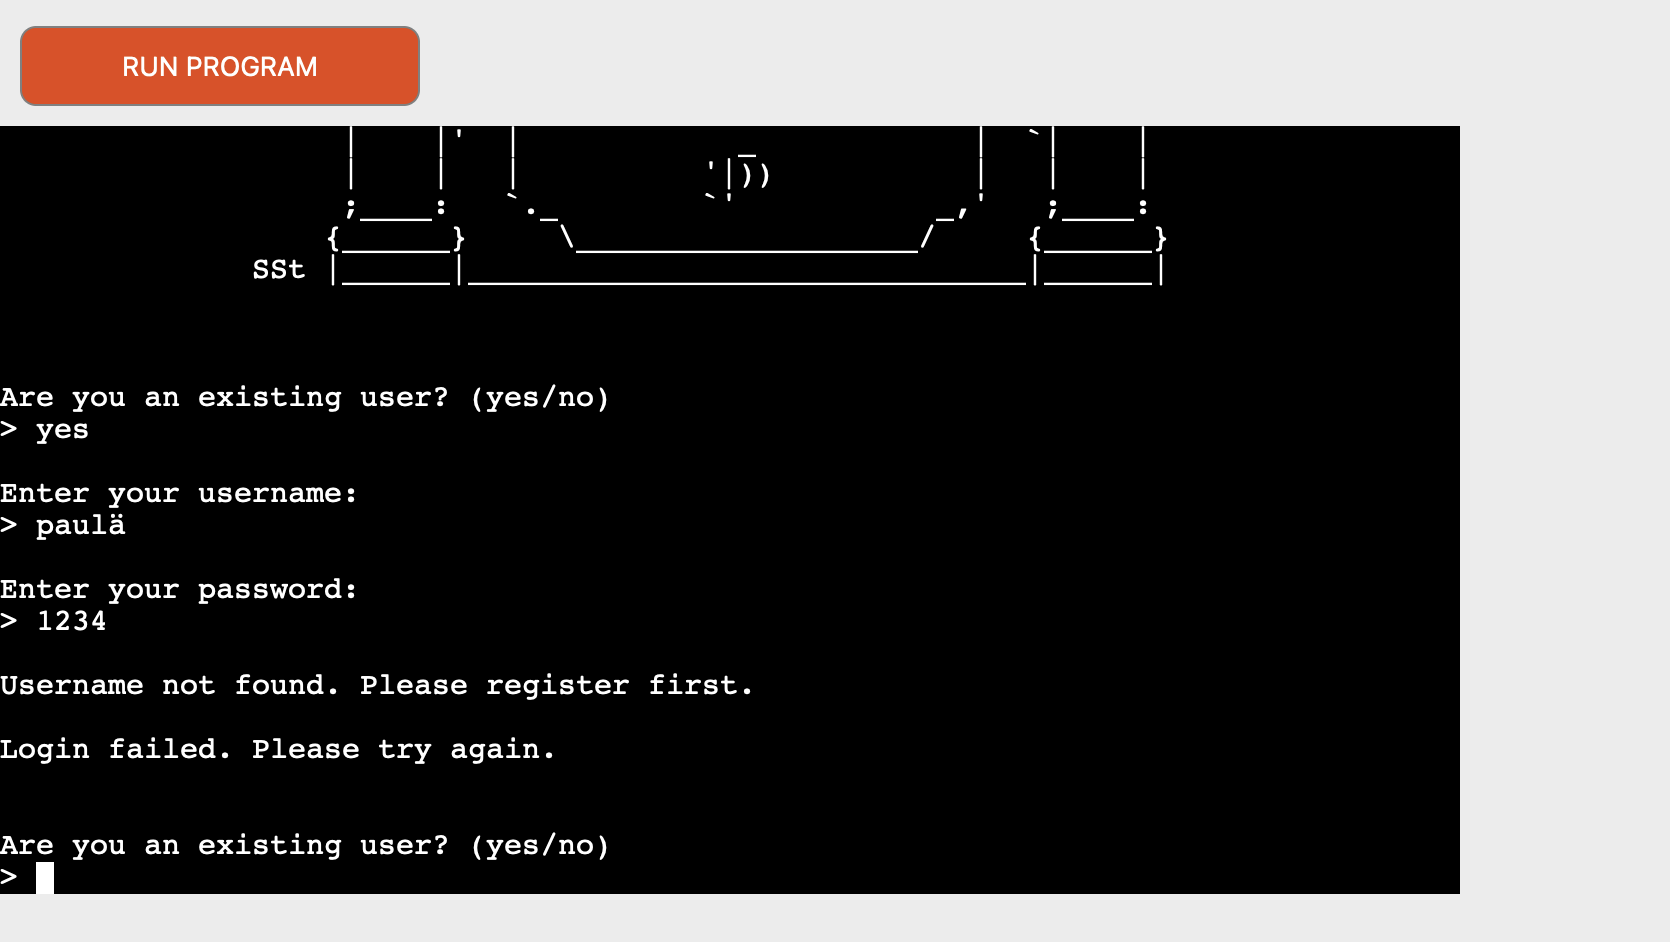 RUN PROGRAM
SSt
Are you an existing user? (yes/no)
> yes
Enter your username:
> paulä
Enter your password:
> 1234
Username not found. Please register first.
Login failed. Please try again.
Are you an existing user? (yes/no)
>